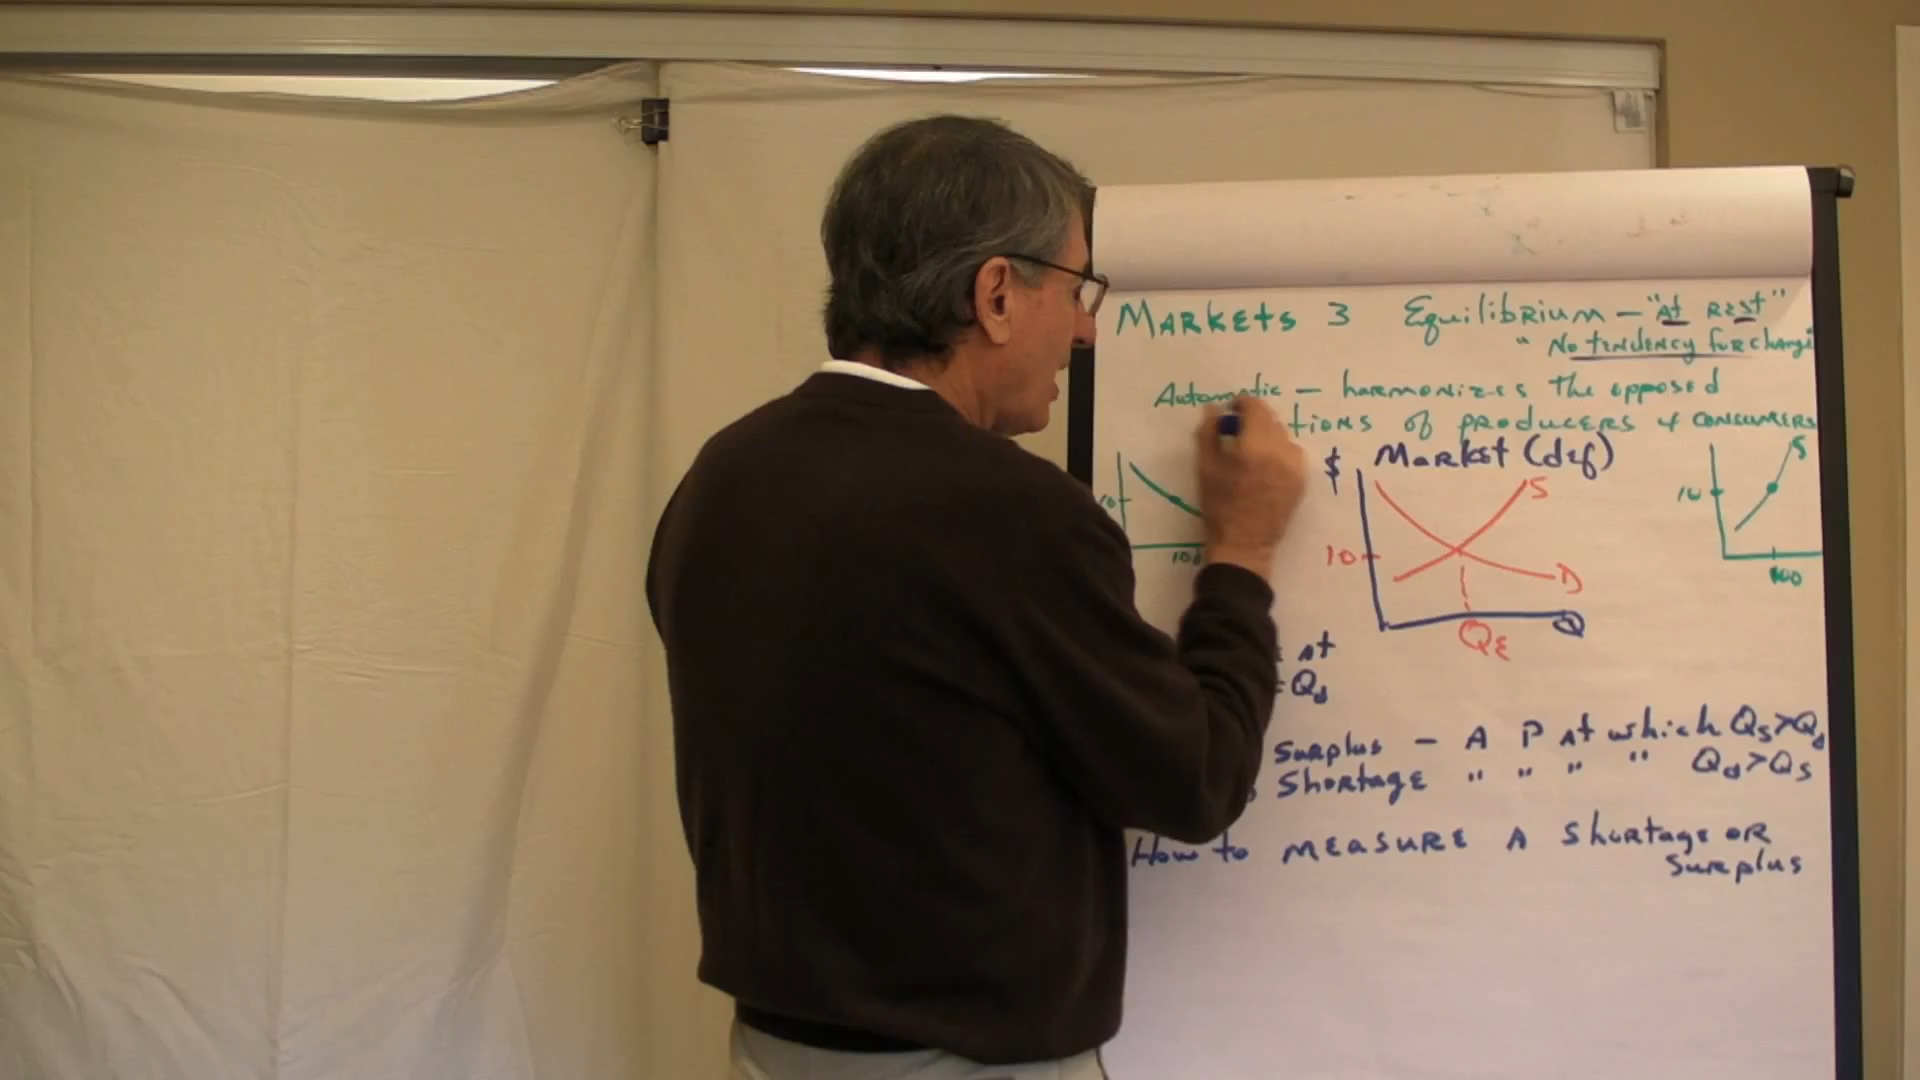 Markets 3 Equilibrium — "At Rest"
" No tendency for chang
Automatic — harmonizes the opposed
tions of producers & consumers
$ Market (def) S
10 S 10
100 10 D 100
QE Q
at
= Qd
Surplus — A P at which Qs>Qd
Shortage " " " " Qd>Qs
How to measure A Shortage or
Surplus